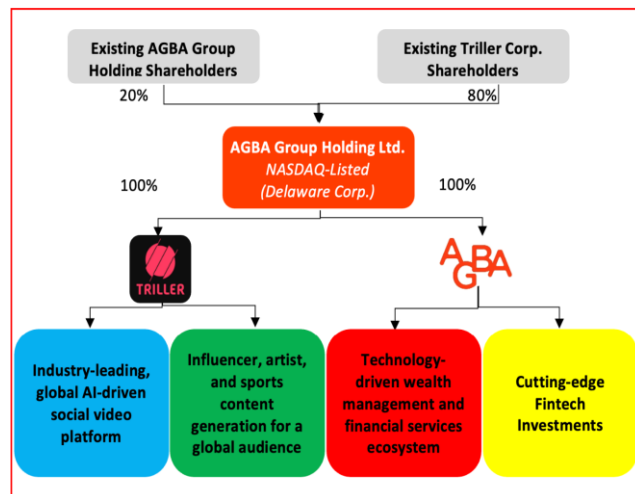 Existing AGBA Group
Holding Shareholders
Existing Triller Corp.
Shareholders
20%
80%
AGBA Group Holding Ltd.
NASDAQ-Listed
(Delaware Corp.)
100%
100%
TRILLER
AGBA
Industry-leading,
global AI-driven
social video
platform
Influencer, artist,
and sports
content
generation for a
global audience
Technology-
driven wealth
management and
financial services
ecosystem
Cutting-edge
Fintech
Investments